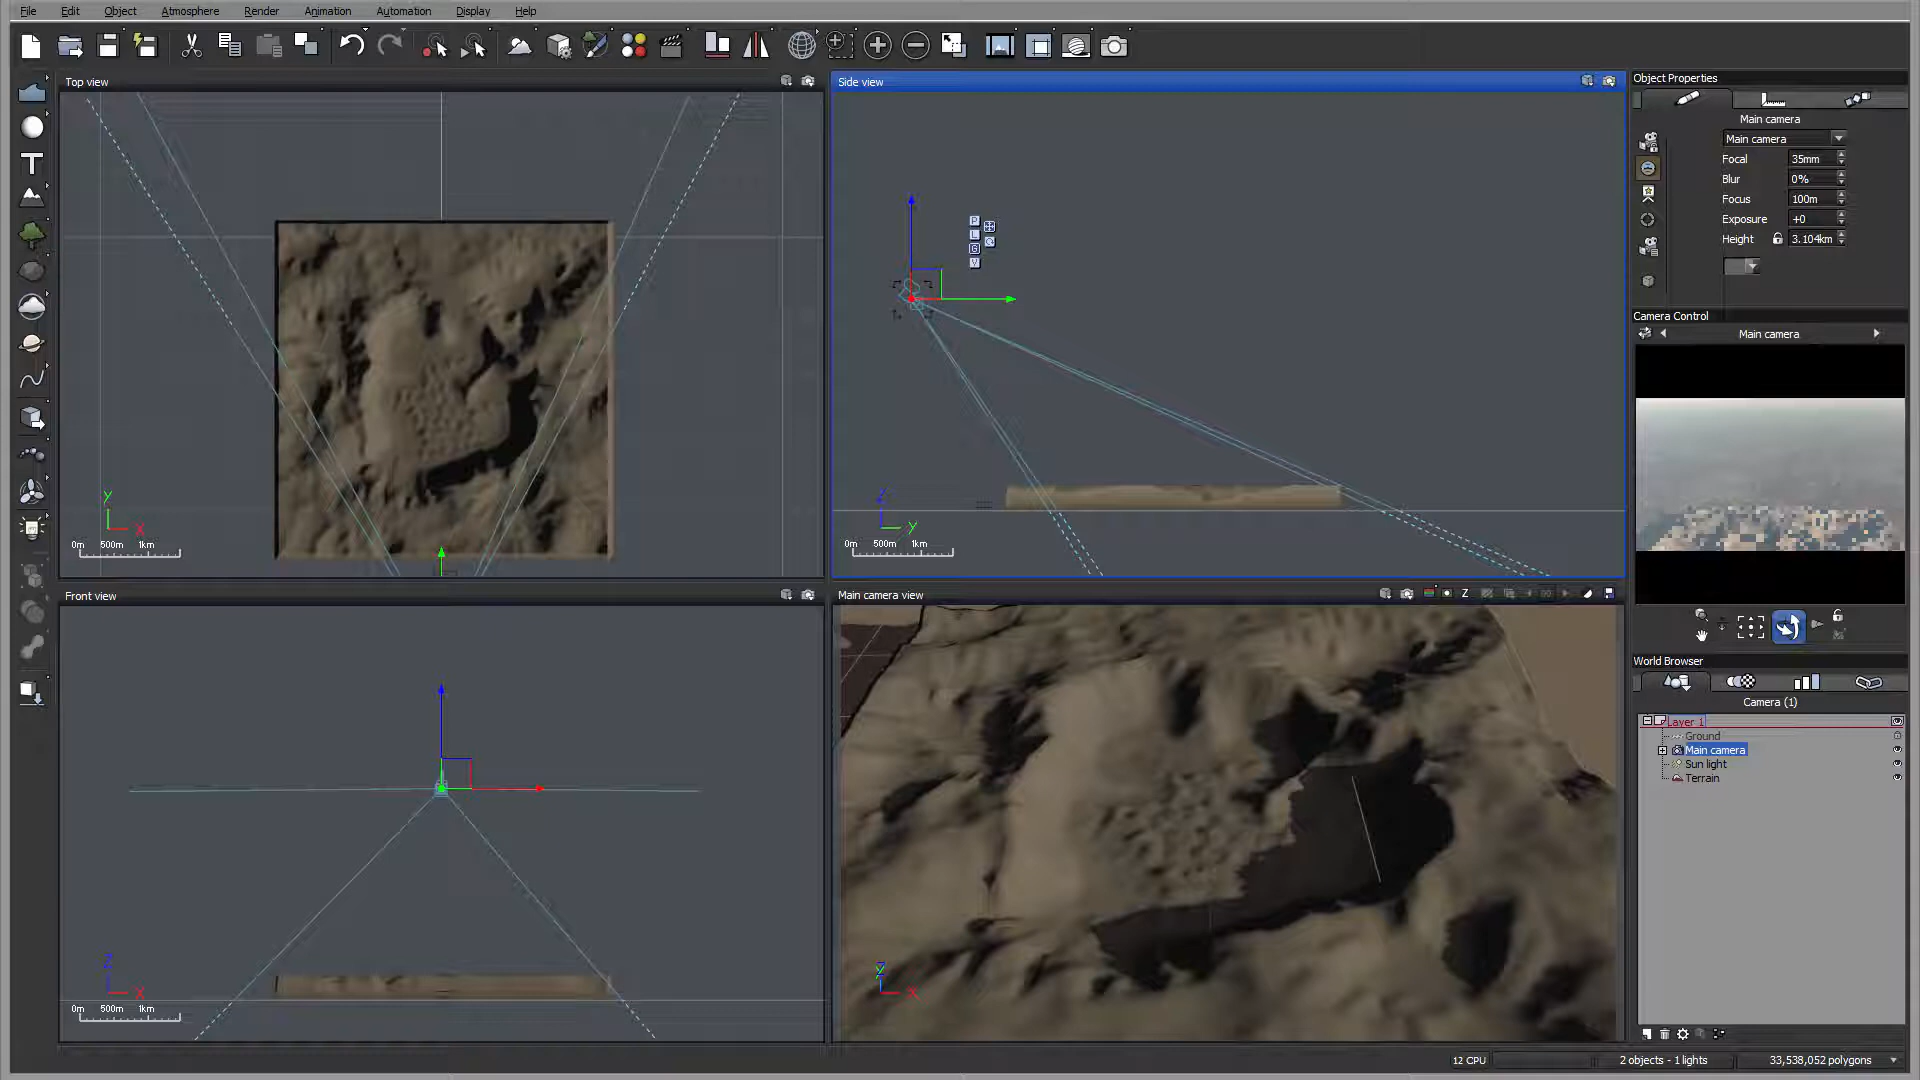 File Edit Object Atmosphere Render Animation Automation Display Help
Top view
Side view
Object Properties
Main camera
Main camera
Focal 35mm
Blur 0%
Focus 100m
Exposure +0
Height 3.104km
P
L
G
V
Y
X
0m 500m 1km
Z
Y
0m 500m 1km
Camera Control
Main camera
Front view
Main camera view
Z
Z
X
0m 500m 1km
Y
X
World Browser
Camera (1)
Layer 1
Ground
Main camera
Sun light
Terrain
12 CPU
2 objects - 1 lights
33,538,052 polygons